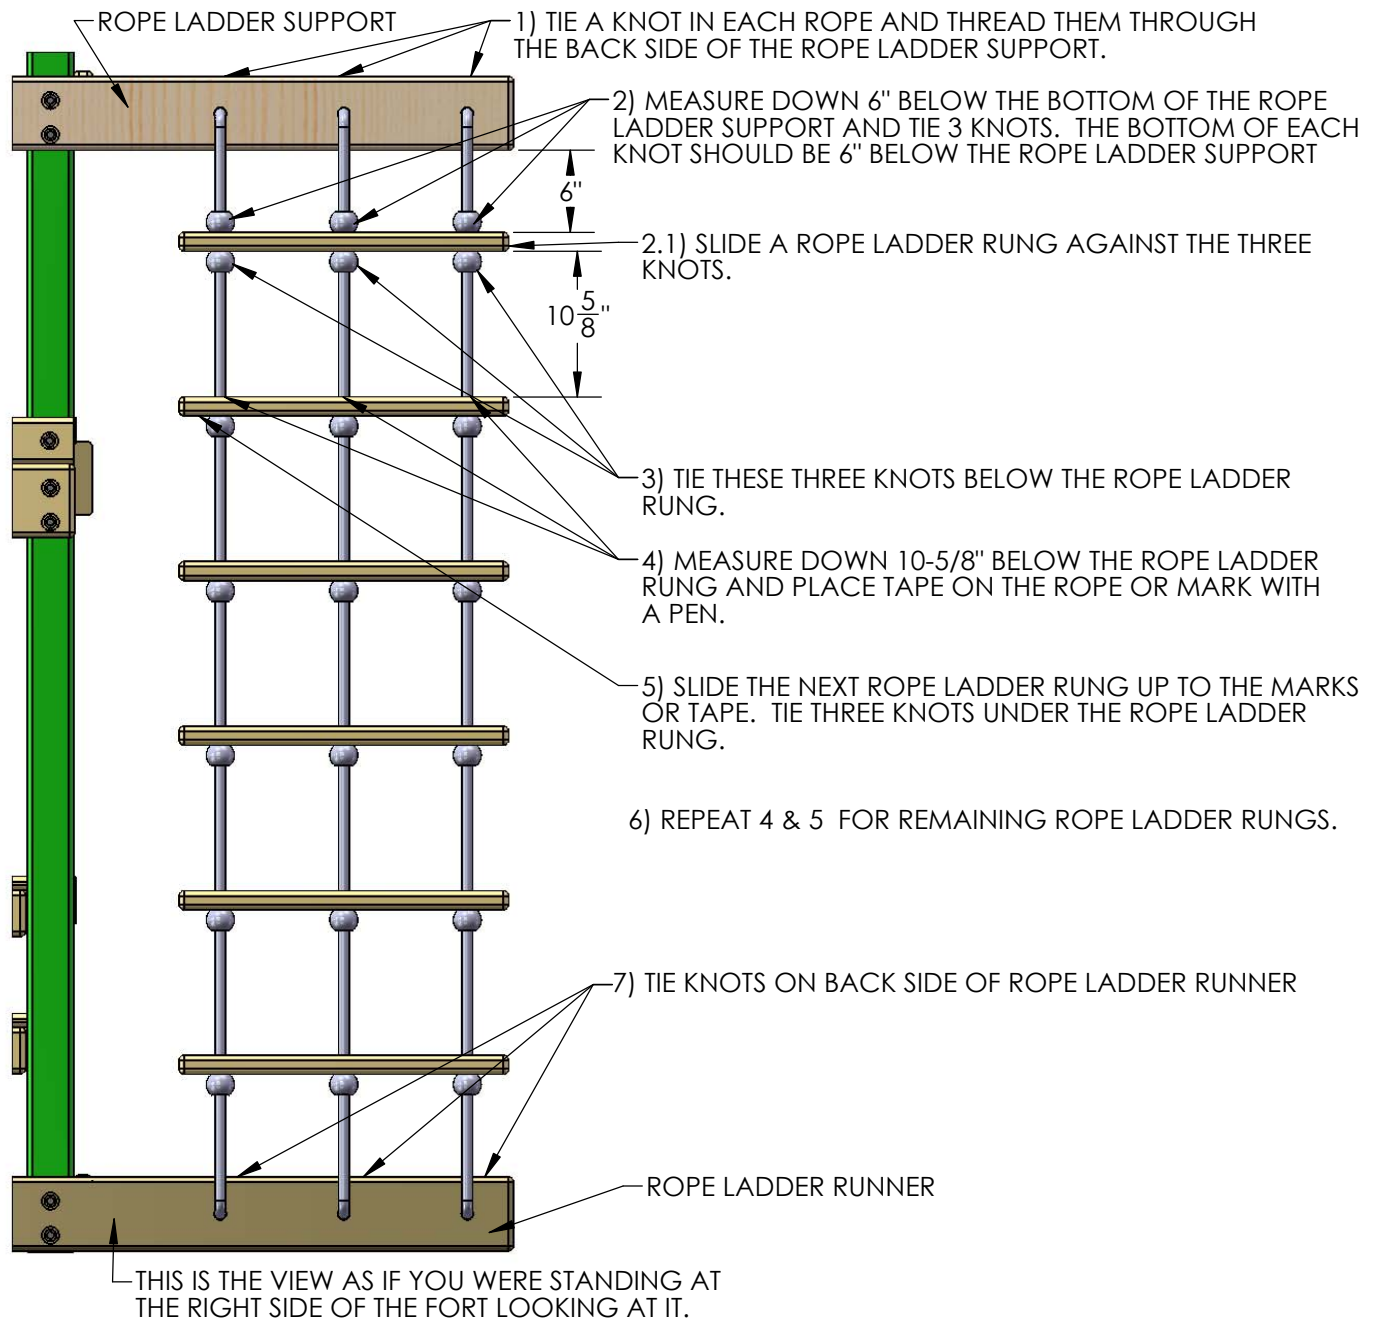 ROPE LADDER SUPPORT
1) TIE A KNOT IN EACH ROPE AND THREAD THEM THROUGH
THE BACK SIDE OF THE ROPE LADDER SUPPORT.
2) MEASURE DOWN 6" BELOW THE BOTTOM OF THE ROPE
LADDER SUPPORT AND TIE 3 KNOTS.  THE BOTTOM OF EACH
KNOT SHOULD BE 6" BELOW THE ROPE LADDER SUPPORT
6"
2.1) SLIDE A ROPE LADDER RUNG AGAINST THE THREE
KNOTS.
10 5/8"
3) TIE THESE THREE KNOTS BELOW THE ROPE LADDER
RUNG.
4) MEASURE DOWN 10-5/8" BELOW THE ROPE LADDER
RUNG AND PLACE TAPE ON THE ROPE OR MARK WITH
A PEN.
5) SLIDE THE NEXT ROPE LADDER RUNG UP TO THE MARKS
OR TAPE.  TIE THREE KNOTS UNDER THE ROPE LADDER
RUNG.
6) REPEAT 4 & 5  FOR REMAINING ROPE LADDER RUNGS.
7) TIE KNOTS ON BACK SIDE OF ROPE LADDER RUNNER
ROPE LADDER RUNNER
THIS IS THE VIEW AS IF YOU WERE STANDING AT
THE RIGHT SIDE OF THE FORT LOOKING AT IT.